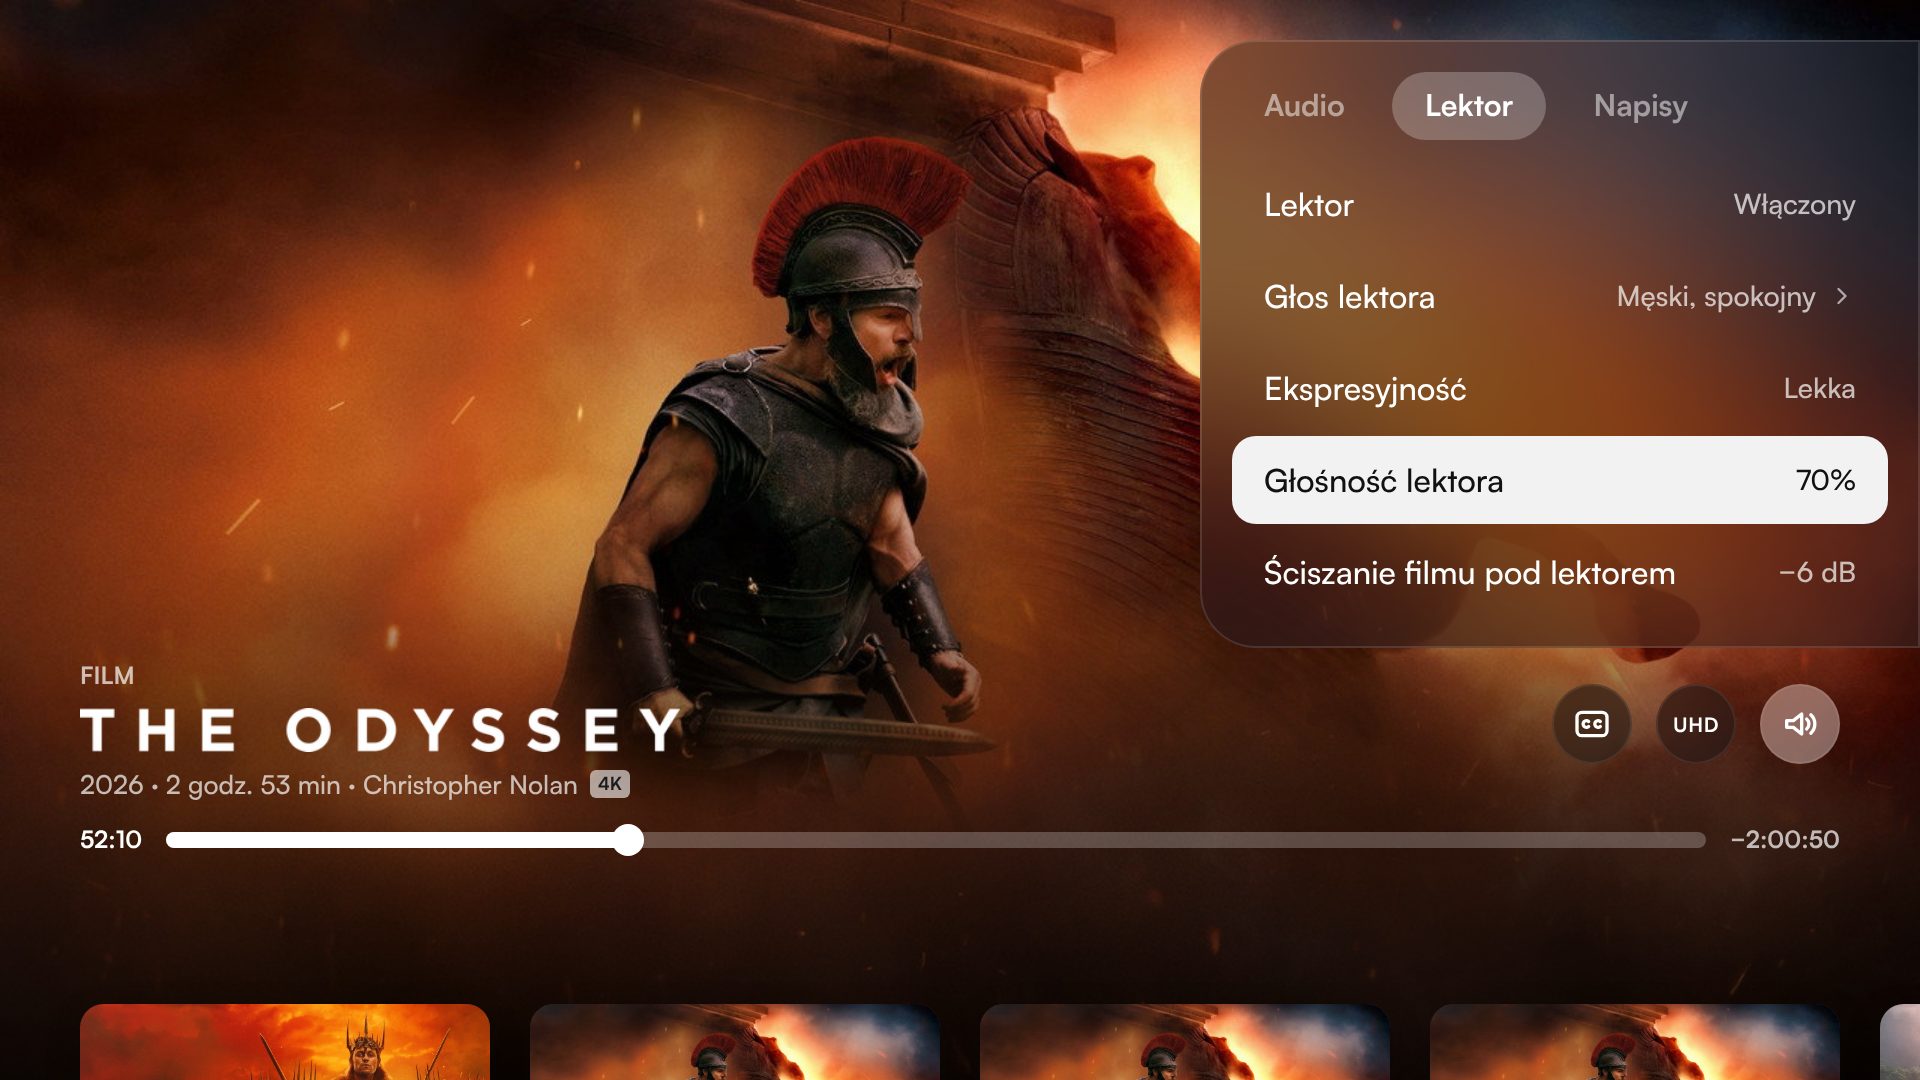 Audio
Lektor
Napisy
Lektor Włączony
Głos lektora Męski, spokojny
Ekspresyjność Lekka
Głośność lektora 70%
Ściszanie filmu pod lektorem −6 dB
FILM
THE ODYSSEY
2026 · 2 godz. 53 min · Christopher Nolan 4K
CC
UHD
52:10
−2:00:50